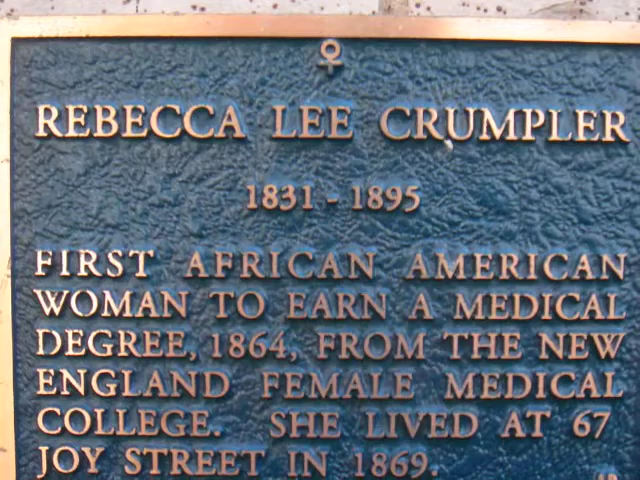 REBECCA LEE CRUMPLER
1831 - 1895
FIRST AFRICAN AMERICAN
WOMAN TO EARN A MEDICAL
DEGREE, 1864, FROM THE NEW
ENGLAND FEMALE MEDICAL
COLLEGE. SHE LIVED AT 67
JOY STREET IN 1869.